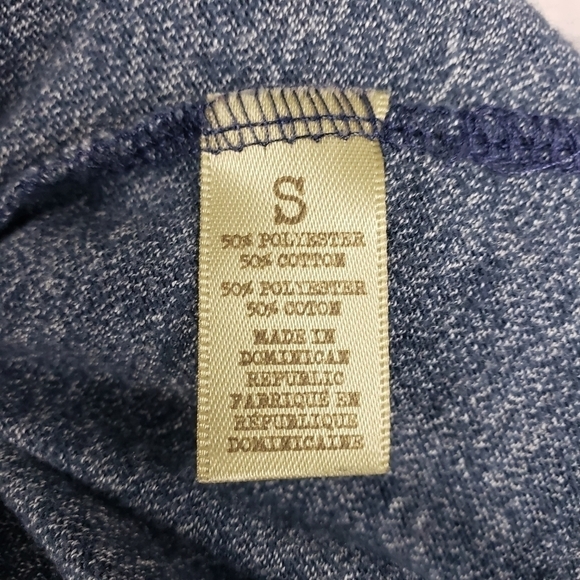 S
50% POLYESTER
50% COTTON
50% POLYESTER
50% COTON
MADE IN
DOMINICAN
REPUBLIC
FABRIQUE EN
REPUBLIQUE
DOMINICAINE